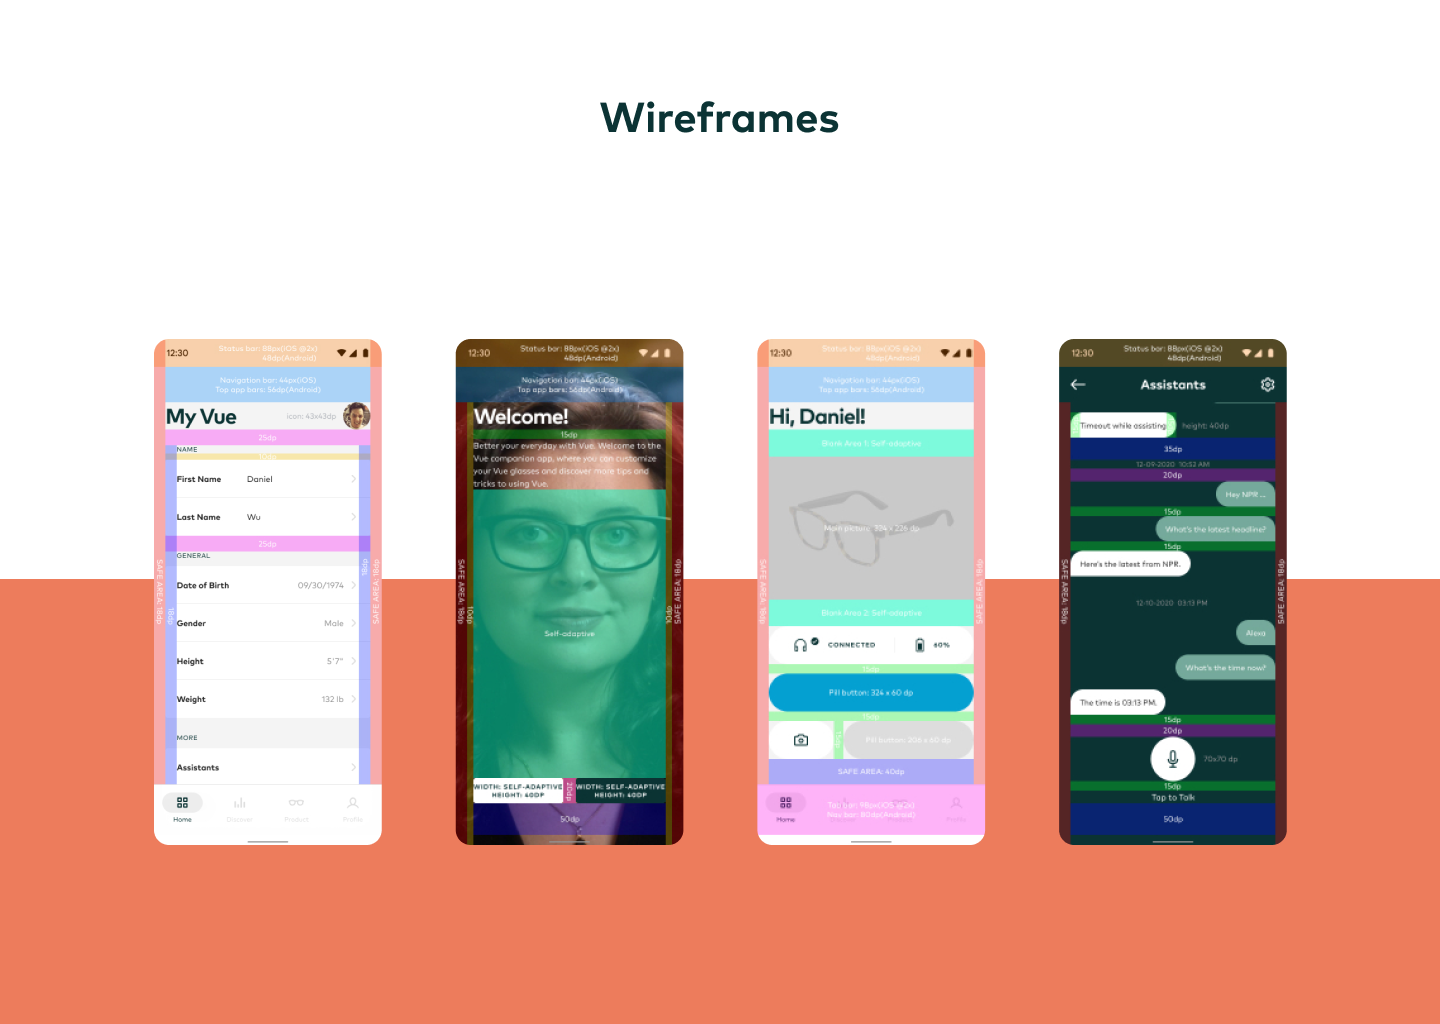 Wireframes
12:30
Status bar: 88px(iOS @2x)
48dp(Android)
Navigation bar: 44px(iOS)
Top app bars: 56dp(Android)
My Vue
icon: 43x43dp
25dp
NAME
10dp
First Name Daniel
Last Name Wu
25dp
GENERAL
Date of Birth 09/30/1974
Gender Male
Height 5'7"
Weight 132 lb
MORE
Assistants
SAFE AREA: 18dp
18dp
18dp
SAFE AREA: 18dp
Home Discover Product Profile
12:30
Status bar: 88px(iOS @2x)
48dp(Android)
Navigation bar: 44px(iOS)
Top app bars: 56dp(Android)
Welcome!
15dp
Better your everyday with Vue. Welcome to the
Vue companion app, where you can customize
your Vue glasses and discover more tips and
tricks to using Vue.
SAFE AREA: 18dp
10dp
Self-adaptive
10dp
SAFE AREA: 18dp
WIDTH: SELF-ADAPTIVE
HEIGHT: 40DP
20dp
WIDTH: SELF-ADAPTIVE
HEIGHT: 40DP
50dp
12:30
Status bar: 88px(iOS @2x)
48dp(Android)
Navigation bar: 44px(iOS)
Top app bars: 56dp(Android)
Hi, Daniel!
Blank Area 1: Self-adaptive
Main picture: 324 x 226 dp
SAFE AREA: 18dp
SAFE AREA: 18dp
Blank Area 2: Self-adaptive
CONNECTED 60%
15dp
Pill button: 324 x 60 dp
15dp
15dp
Pill button: 206 x 60 dp
SAFE AREA: 40dp
Tab bar: 98px(iOS @2x)
Nav bar: 80dp(Android)
Home Profile
12:30
Status bar: 88px(iOS @2x)
48dp(Android)
Assistants
Timeout while assisting height: 40dp
35dp
12-09-2020 10:52 AM
20dp
Hey NPR ...
15dp
What's the latest headline?
15dp
Here's the latest from NPR.
SAFE AREA: 18dp
SAFE AREA: 18dp
12-10-2020 03:13 PM
Alexa
What's the time now?
The time is 03:13 PM.
15dp
20dp
70x70 dp
15dp
Tap to Talk
50dp